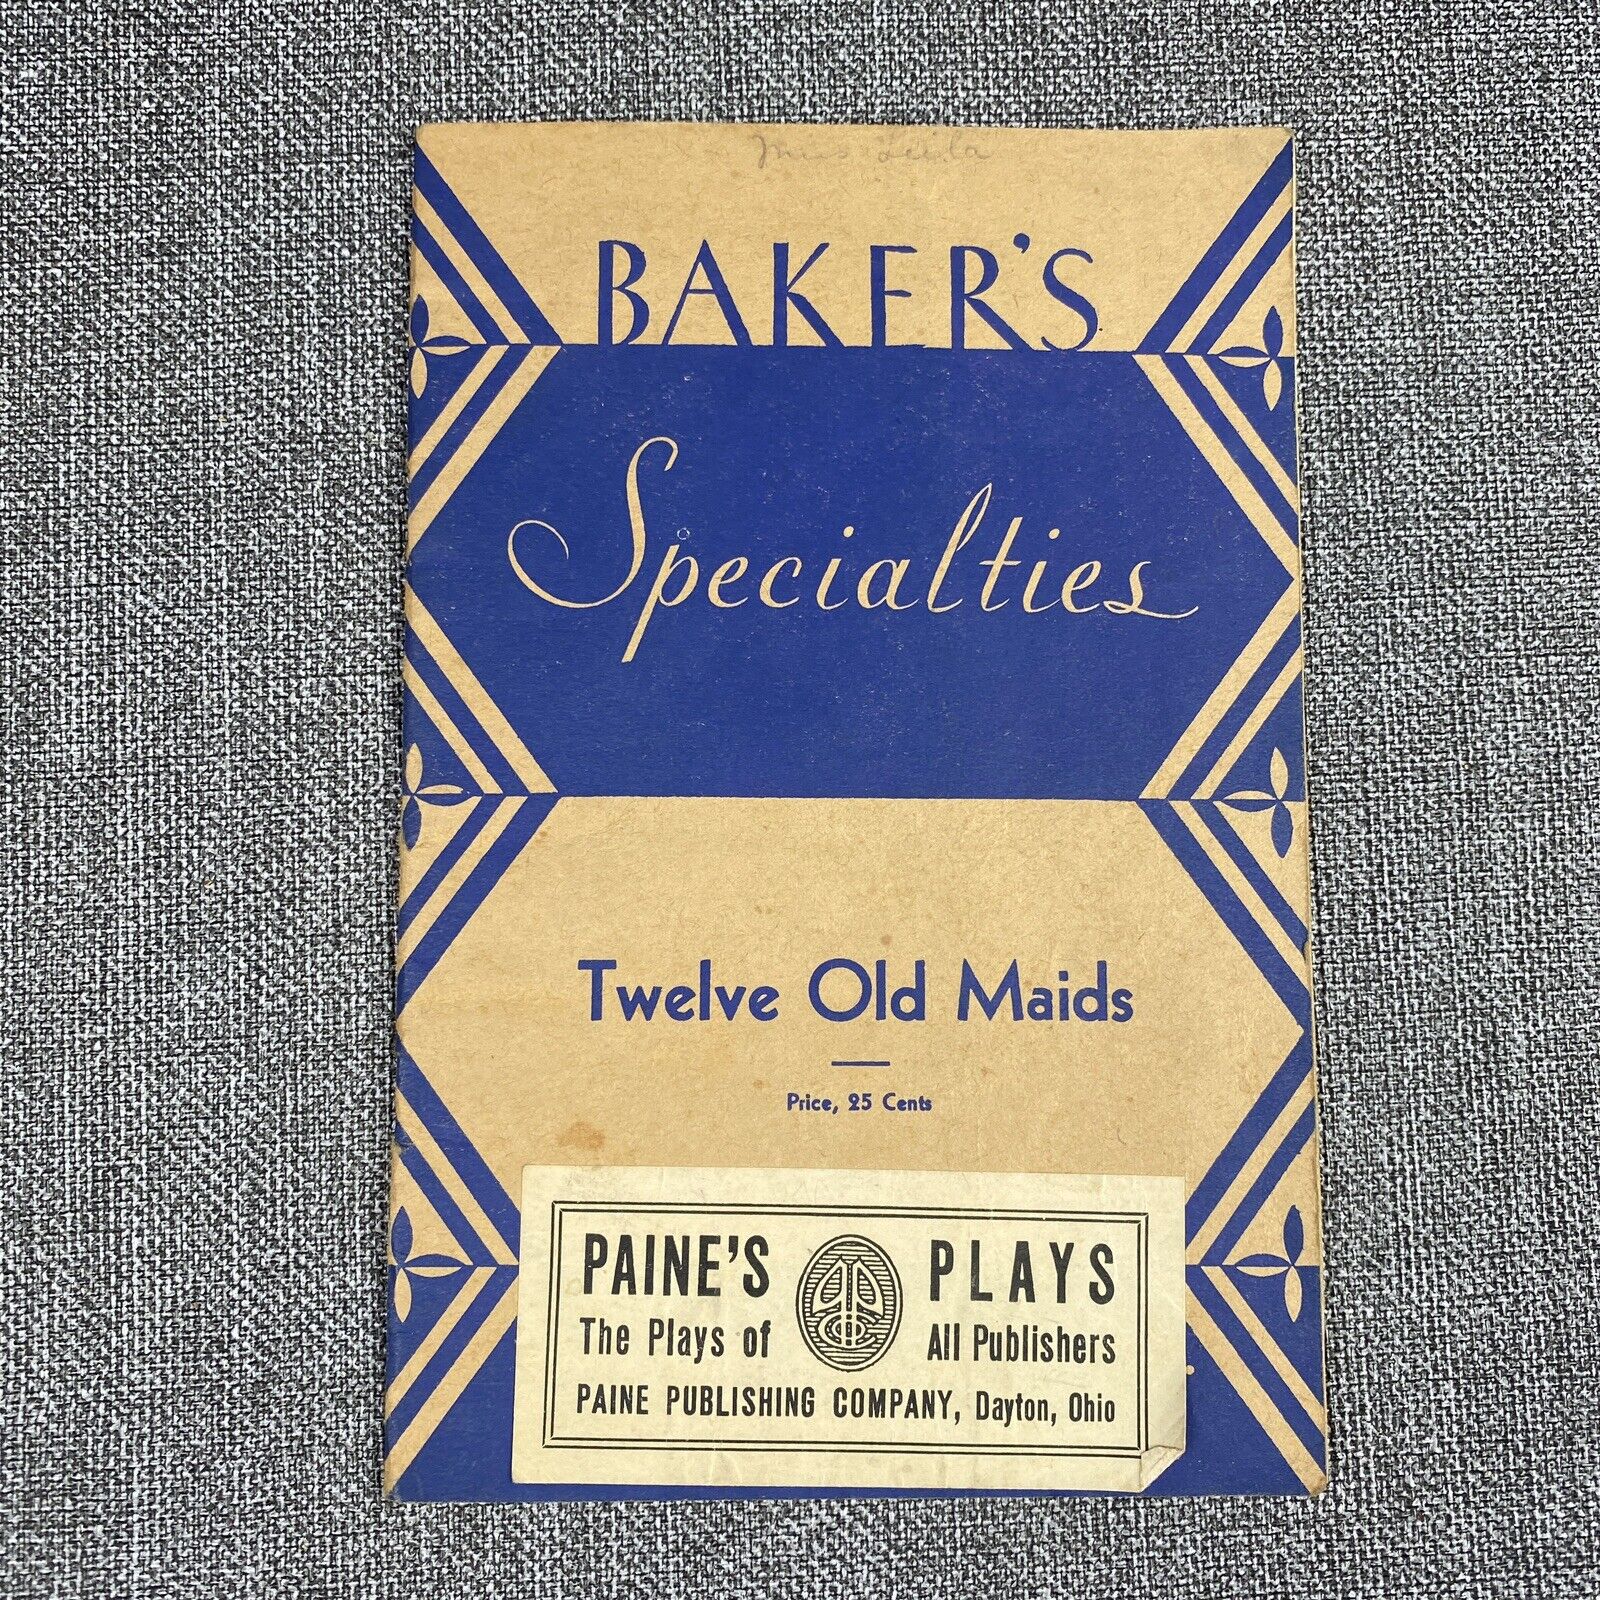 BAKER'S
Specialties
Twelve Old Maids
Price, 25 Cents
PAINE'S PLAYS
The Plays of All Publishers
PAINE PUBLISHING COMPANY, Dayton, Ohio